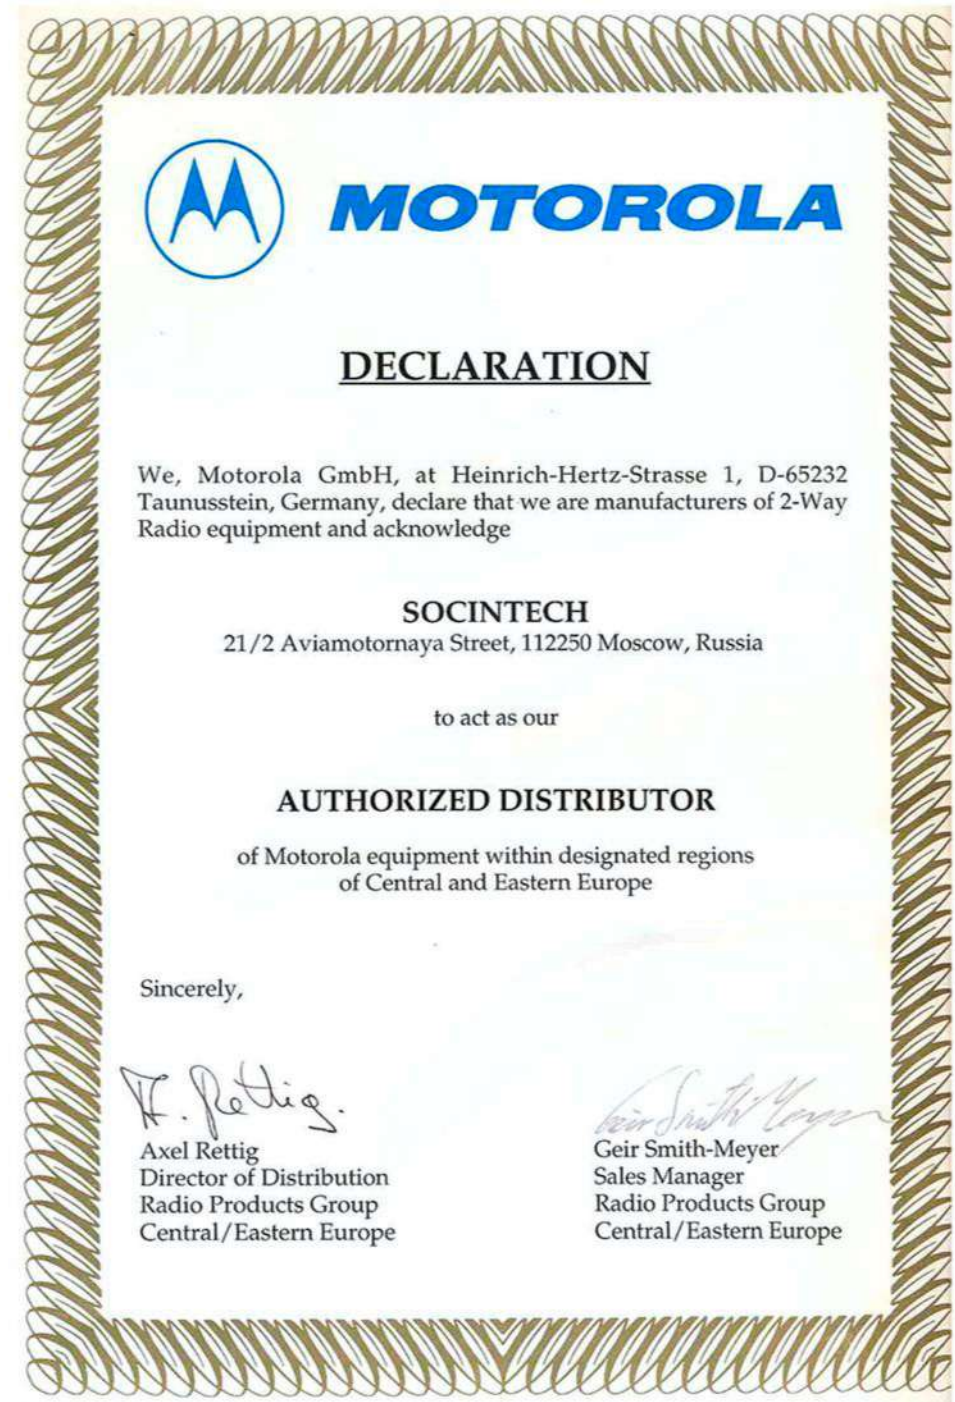 MOTOROLA
DECLARATION
We, Motorola GmbH, at Heinrich-Hertz-Strasse 1, D-65232
Taunusstein, Germany, declare that we are manufacturers of 2-Way
Radio equipment and acknowledge
SOCINTECH
21/2 Aviamotornaya Street, 112250 Moscow, Russia
to act as our
AUTHORIZED DISTRIBUTOR
of Motorola equipment within designated regions
of Central and Eastern Europe
Sincerely,
A. Rettig.
Geir Smith-Meyer
Axel Rettig
Director of Distribution
Radio Products Group
Central/Eastern Europe
Geir Smith-Meyer
Sales Manager
Radio Products Group
Central/Eastern Europe